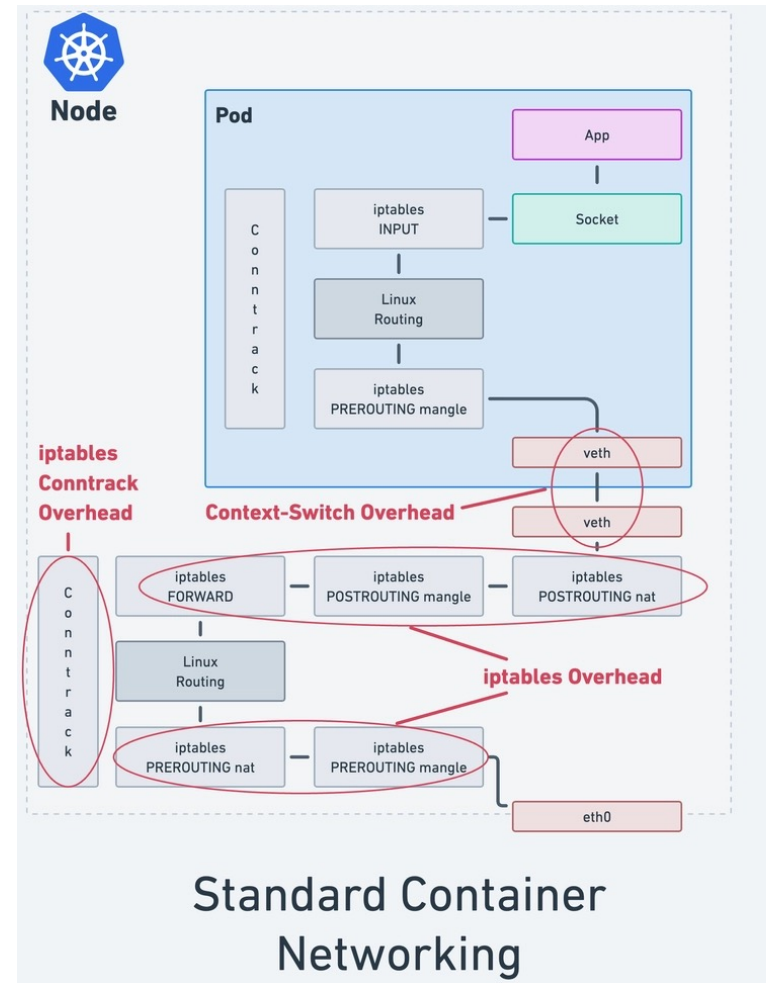 Node
Pod
App
Conntrack
iptables
INPUT
Socket
Linux
Routing
iptables
PREROUTING mangle
veth
iptables
Conntrack
Overhead
Context-Switch Overhead
veth
Conntrack
iptables
FORWARD
iptables
POSTROUTING mangle
iptables
POSTROUTING nat
Linux
Routing
iptables Overhead
iptables
PREROUTING nat
iptables
PREROUTING mangle
eth0
Standard Container
Networking